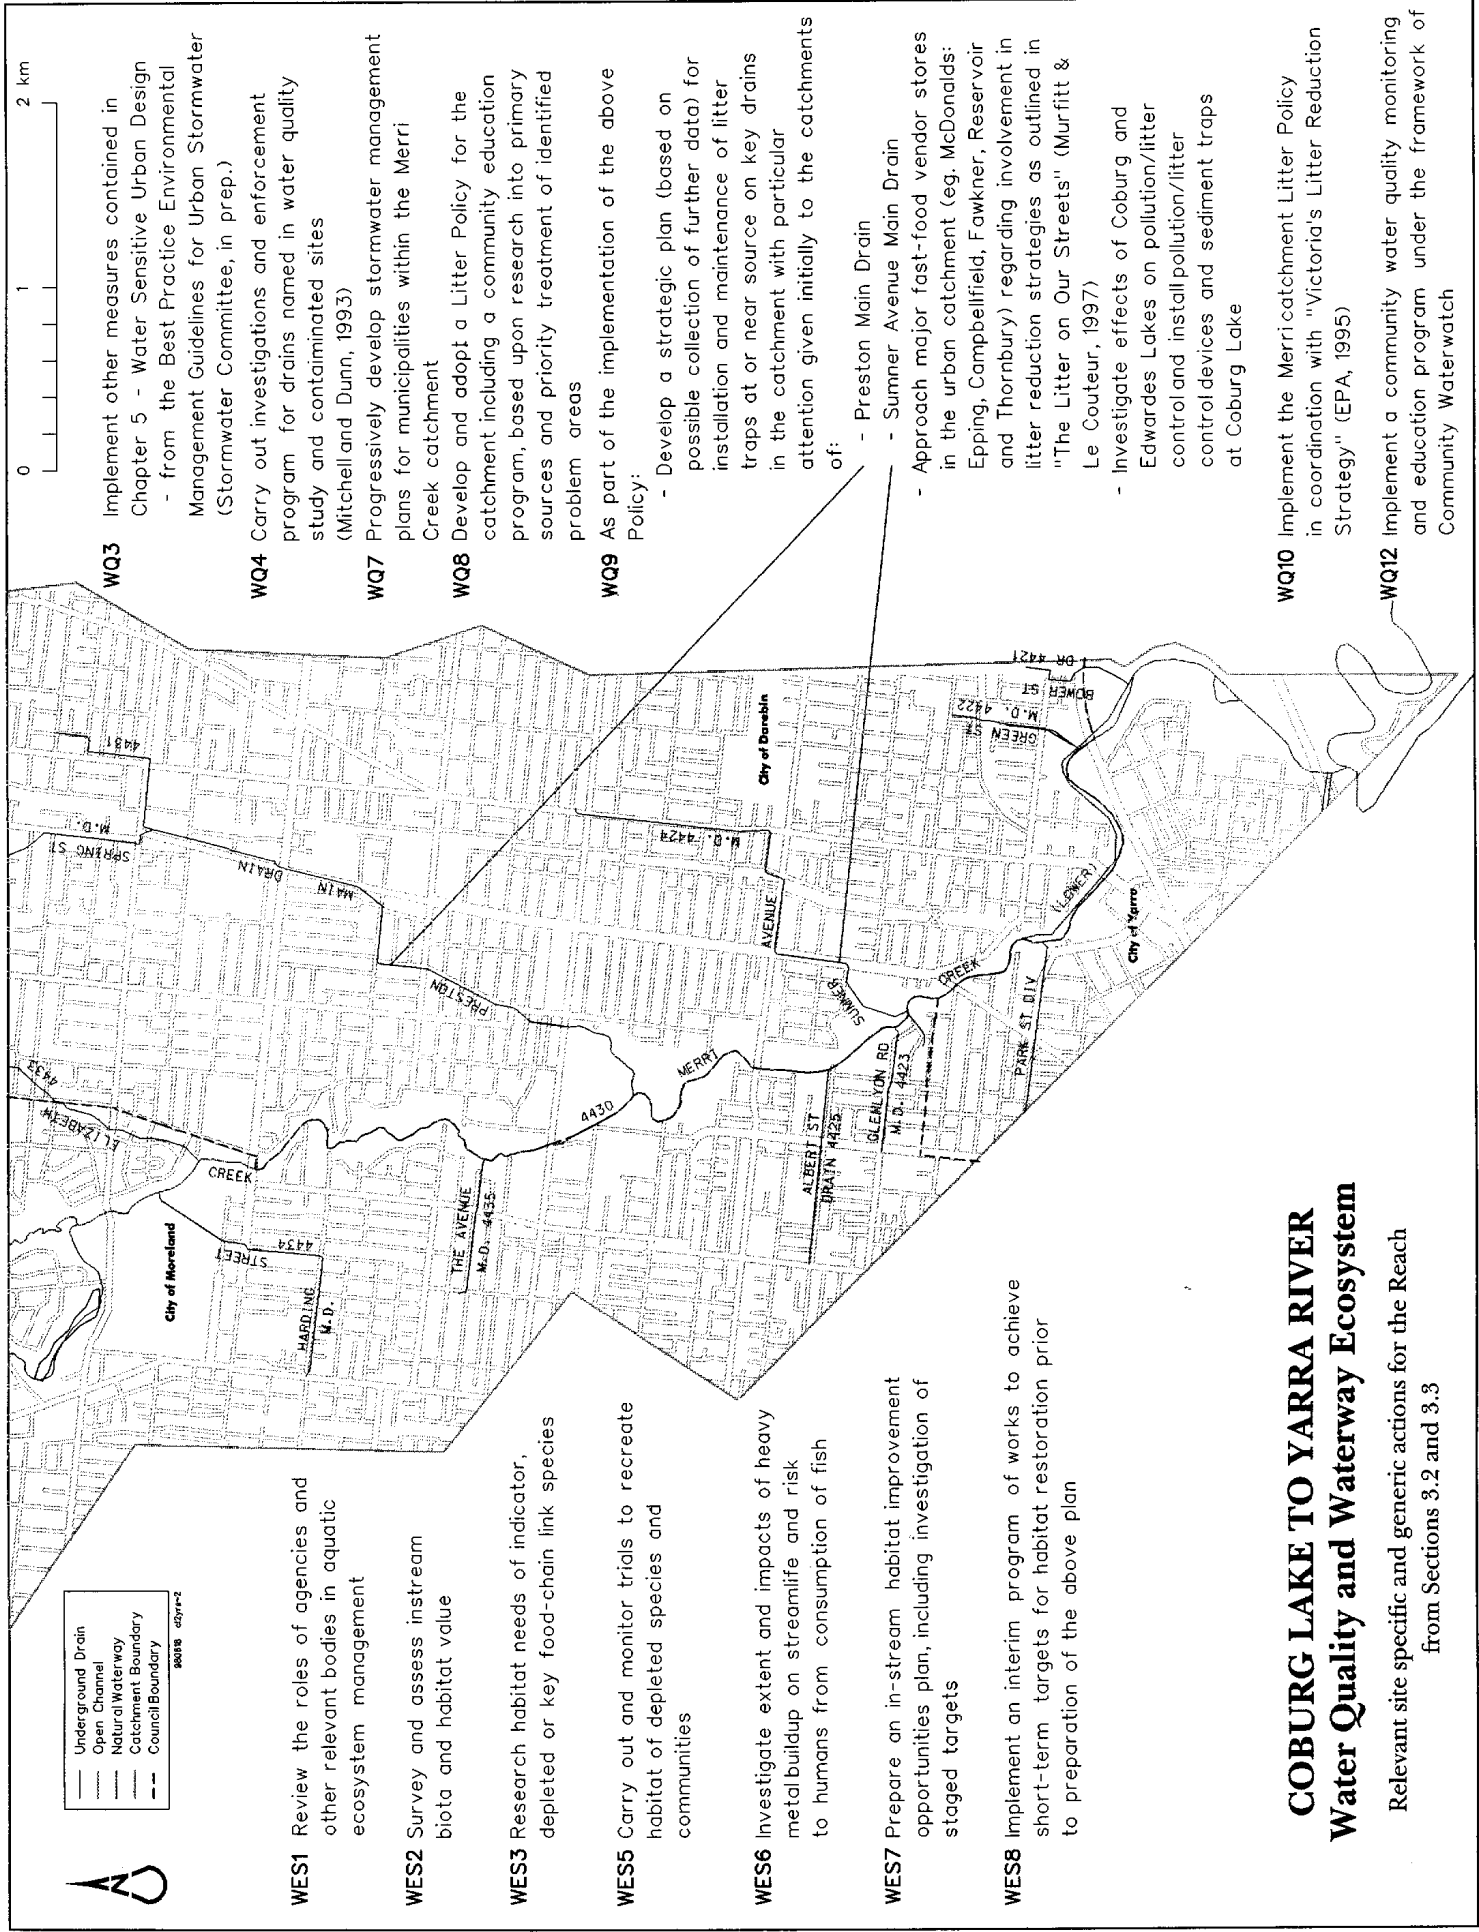 Underground Drain
Open Channel
Natural Waterway
Catchment Boundary
Council Boundary
980818 cl2yra-2
N
WES1 Review the roles of agencies and
other relevant bodies in aquatic
ecosystem management
WES2 Survey and assess instream
biota and habitat value
WES3 Research habitat needs of indicator,
depleted or key food-chain link species
WES5 Carry out and monitor trials to recreate
habitat of depleted species and
communities
WES6 Investigate extent and impacts of heavy
metal buildup on streamlife and risk
to humans from consumption of fish
WES7 Prepare an in-stream habitat improvement
opportunities plan, including investigation of
staged targets
WES8 Implement an interim program of works to achieve
short-term targets for habitat restoration prior
to preparation of the above plan
COBURG LAKE TO YARRA RIVER
Water Quality and Waterway Ecosystem
Relevant site specific and generic actions for the Reach
from Sections 3.2 and 3.3
City of Moreland
STREET
4434
HARDING
M.D.
CREEK
ELIZABETH
4433
THE AVENUE
M.D. 4435
4430
MERRI
PRESTON
MAIN
DRAIN
SPRING ST
M.D.
4431
City of Darebin
M.D. 4424
AVENUE
SUMNER
ALBERT ST
DRAIN 4425
GLENLYON RD
M.D. 4423
CREEK
PARK ST DIV
(LOWER)
City of Yarra
GREEN ST
M.D. 4422
BOWER ST
DR 4421
0 1 2 km
WQ3 Implement other measures contained in
Chapter 5 - Water Sensitive Urban Design
- from the Best Practice Environmental
Management Guidelines for Urban Stormwater
(Stormwater Committee, in prep.)
WQ4 Carry out investigations and enforcement
program for drains named in water quality
study and contaiminated sites
(Mitchell and Dunn, 1993)
WQ7 Progressively develop stormwater management
plans for municipalities within the Merri
Creek catchment
WQ8 Develop and adopt a Litter Policy for the
catchment including a community education
program, based upon research into primary
sources and priority treatment of identified
problem areas
WQ9 As part of the implementation of the above
Policy:
- Develop a strategic plan (based on
possible collection of further data) for
installation and maintenance of litter
traps at or near source on key drains
in the catchment with particular
attention given initially to the catchments
of:
- Preston Main Drain
- Sumner Avenue Main Drain
- Approach major fast-food vendor stores
in the urban catchment (eg. McDonalds:
Epping, Campbellfield, Fawkner, Reservoir
and Thornbury) regarding involvement in
litter reduction strategies as outlined in
"The Litter on Our Streets" (Murfitt &
Le Couteur, 1997)
- Investigate effects of Coburg and
Edwardes Lakes on pollution/litter
control and install pollution/litter
control devices and sediment traps
at Coburg Lake
WQ10 Implement the Merri catchment Litter Policy
in coordination with "Victoria's Litter Reduction
Strategy" (EPA, 1995)
WQ12 Implement a community water quality monitoring
and education program under the framework of
Community Waterwatch